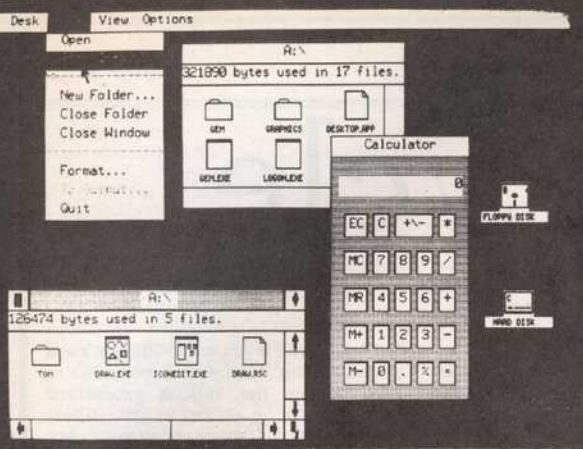 Desk View Options
Open
New Folder...
Close Folder
Close Window
Format...
To Output...
Quit
A:\
321890 bytes used in 17 files.
GEM
GRAPHICS
DESKTOP.APP
GEM.EXE
LOGON.EXE
Calculator
0
EC C +\- *
MC 7 8 9 /
MR 4 5 6 +
M+ 1 2 3 -
M- 0 . % =
FLOPPY DISK
C
HARD DISK
A:\
126474 bytes used in 5 files.
TOM
DRAW.EXE
ICONEDIT.EXE
DRAW.RSC